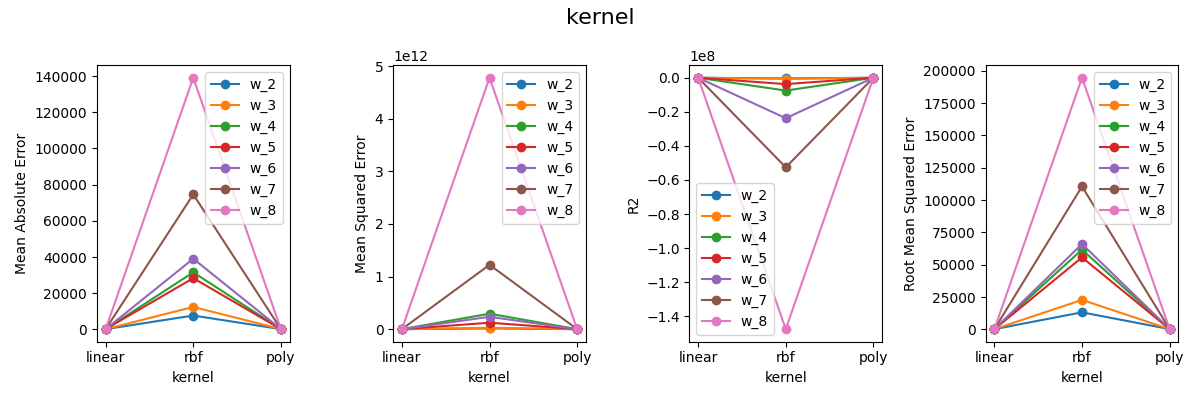 kernel
Mean Absolute Error
140000
120000
100000
80000
60000
40000
20000
0
linear
rbf
poly
kernel
w_2
w_3
w_4
w_5
w_6
w_7
w_8
1e12
Mean Squared Error
5
4
3
2
1
0
linear
rbf
poly
kernel
w_2
w_3
w_4
w_5
w_6
w_7
w_8
1e8
R2
0.0
−0.2
−0.4
−0.6
−0.8
−1.0
−1.2
−1.4
linear
rbf
poly
kernel
w_2
w_3
w_4
w_5
w_6
w_7
w_8
Root Mean Squared Error
200000
175000
150000
125000
100000
75000
50000
25000
0
linear
rbf
poly
kernel
w_2
w_3
w_4
w_5
w_6
w_7
w_8